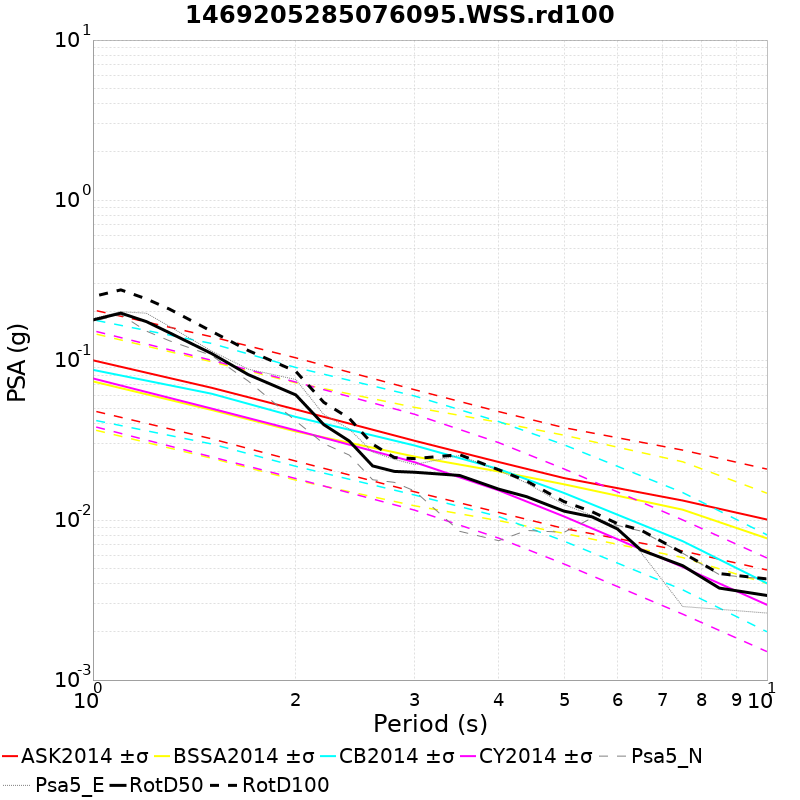 1469205285076095.WSS.rd100
10^1
10^0
10^-1
10^-2
10^-3
PSA (g)
10^0 2 3 4 5 6 7 8 9 10^1
Period (s)
ASK2014 ±σ BSSA2014 ±σ CB2014 ±σ CY2014 ±σ Psa5_N
Psa5_E RotD50 RotD100